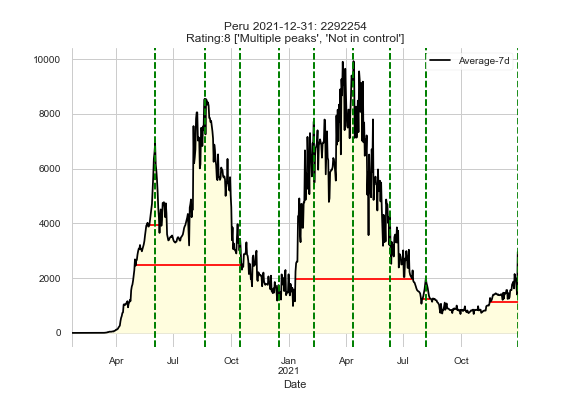 Peru 2021-12-31: 2292254
Rating:8 ['Multiple peaks', 'Not in control']
Average-7d
10000
8000
6000
4000
2000
0
Apr Jul Oct Jan Apr Jul Oct
2021
Date